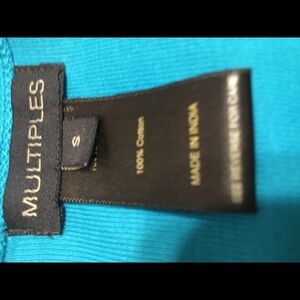 MULTIPLES
S
100% Cotton
MADE IN INDIA
SEE REVERSE FOR CARE